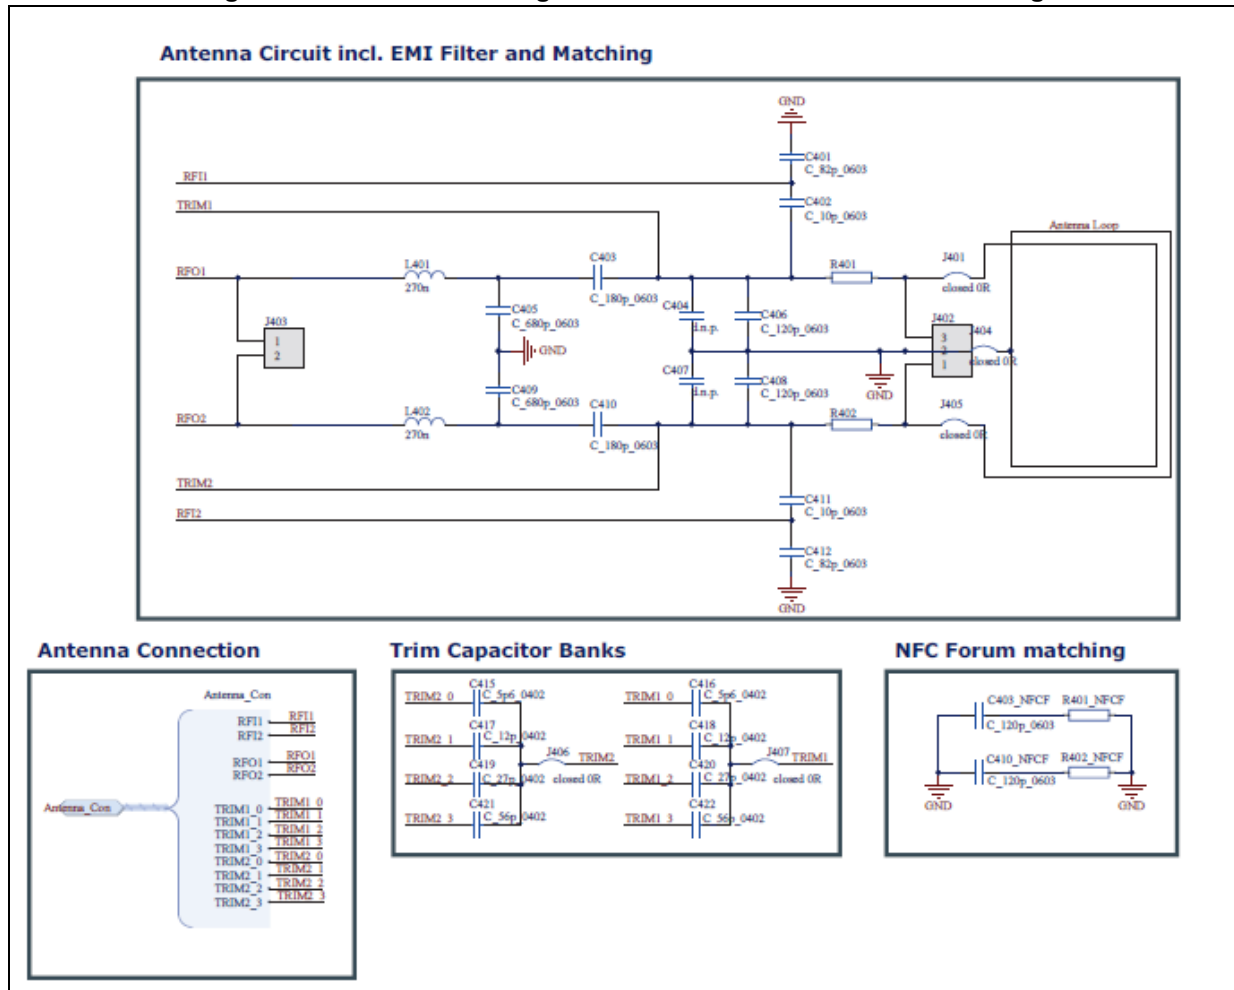 Antenna Circuit incl. EMI Filter and Matching
GND
C401
C_82p_0603
RFI1
C402
C_10p_0603
TRIM1
Antenna Loop
RFO1
L401
270n
C403
C_180p_0603
R401
J401
closed 0R
C405
C_680p_0603
C404
d.n.p.
C406
C_120p_0603
J403
1
2
GND
J402
3
2
1
J404
closed 0R
C409
C_680p_0603
C407
d.n.p.
C408
C_120p_0603
GND
RFO2
L402
270n
C410
C_180p_0603
R402
J405
closed 0R
TRIM2
RFI2
C411
C_10p_0603
C412
C_82p_0603
GND
Antenna Connection
Antenna_Con
RFI1 RFI1
RFI2 RFI2
RFO1 RFO1
RFO2 RFO2
Antenna_Con
TRIM1_0 TRIM1_0
TRIM1_1 TRIM1_1
TRIM1_2 TRIM1_2
TRIM1_3 TRIM1_3
TRIM2_0 TRIM2_0
TRIM2_1 TRIM2_1
TRIM2_2 TRIM2_2
TRIM2_3 TRIM2_3
Trim Capacitor Banks
C415
TRIM2_0 C_5p6_0402
C417
TRIM2_1 C_12p_0402
J406 TRIM2
C419
TRIM2_2 C_27p_0402 closed 0R
C421
TRIM2_3 C_56p_0402
C416
TRIM1_0 C_5p6_0402
C418
TRIM1_1 C_12p_0402
J407 TRIM1
C420
TRIM1_2 C_27p_0402 closed 0R
C422
TRIM1_3 C_56p_0402
NFC Forum matching
C403_NFCF R401_NFCF
C_120p_0603
C410_NFCF R402_NFCF
C_120p_0603
GND GND